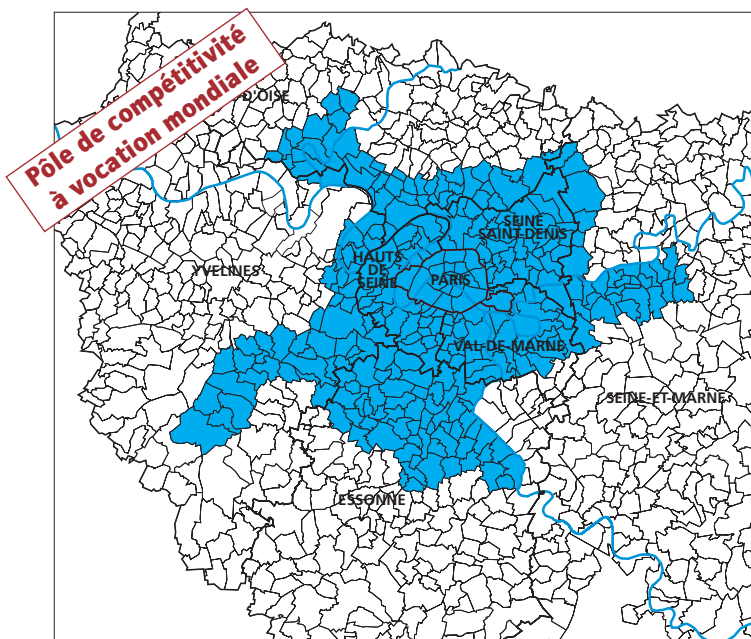 Pôle de compétitivité
à vocation mondiale
D'OISE
SEINE
SAINT-DENIS
HAUTS
DE
SEINE
YVELINES
PARIS
VAL-DE-MARNE
SEINE-ET-MARNE
ESSONNE